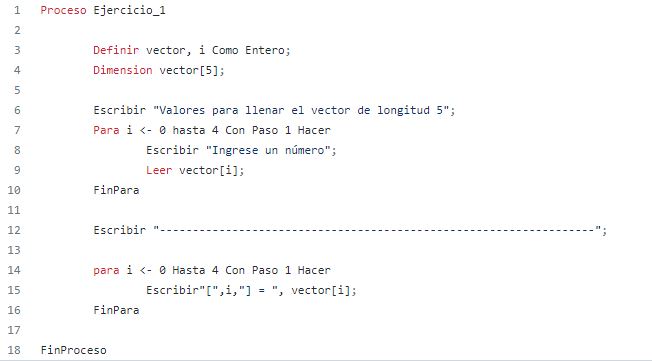 1 Proceso Ejercicio_1
2
3 Definir vector, i Como Entero;
4 Dimension vector[5];
5
6 Escribir "Valores para llenar el vector de longitud 5";
7 Para i <- 0 hasta 4 Con Paso 1 Hacer
8 Escribir "Ingrese un número";
9 Leer vector[i];
10 FinPara
11
12 Escribir "------------------------------------------------------------------";
13
14 para i <- 0 Hasta 4 Con Paso 1 Hacer
15 Escribir"[",i,"] = ", vector[i];
16 FinPara
17
18 FinProceso